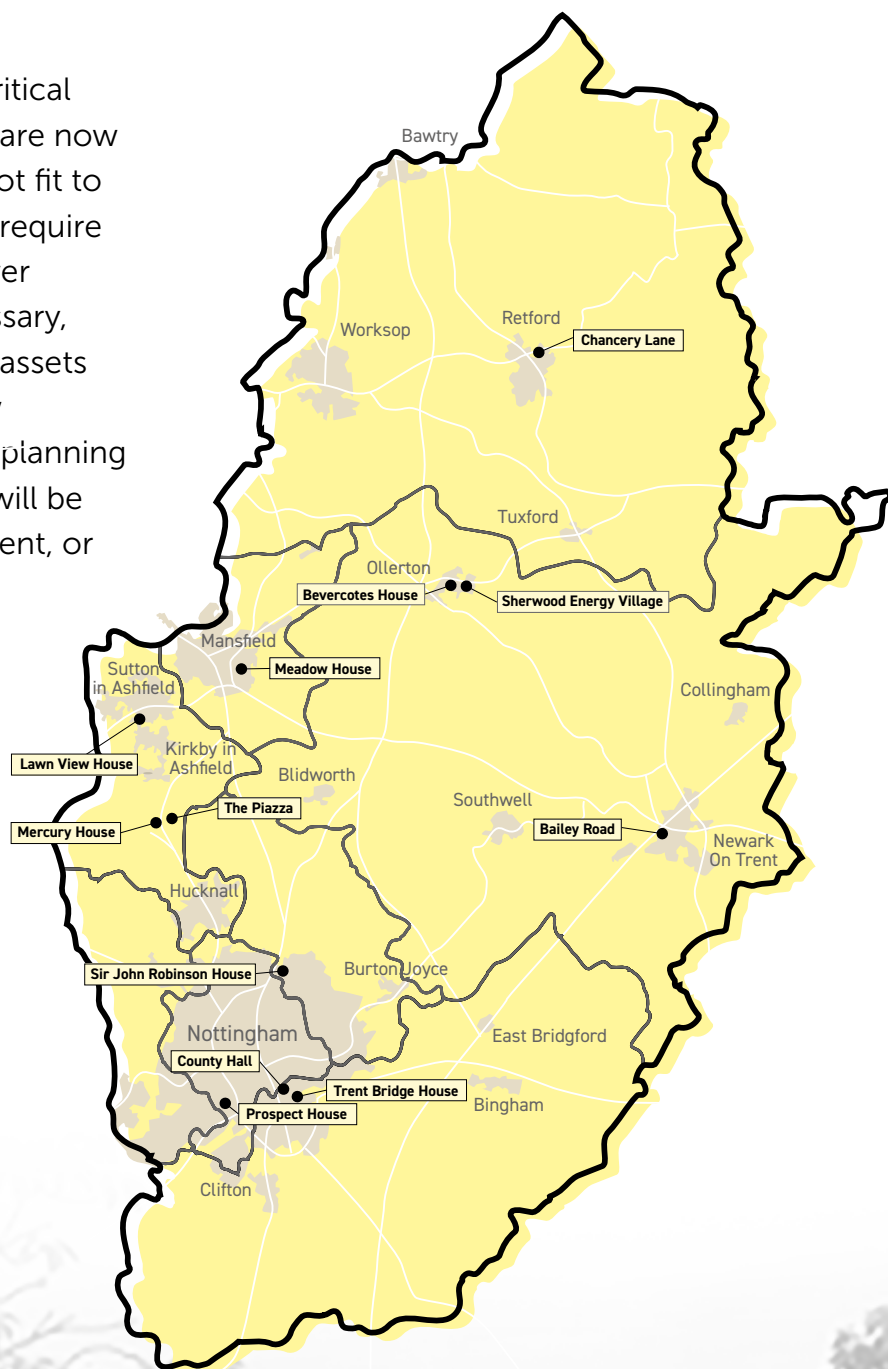 ritical
are now
ot fit to
require
er
ssary,
assets
planning
will be
ent, or
Bawtry
Worksop
Retford
Chancery Lane
Tuxford
Ollerton
Bevercotes House
Sherwood Energy Village
Mansfield
Meadow House
Sutton
in Ashfield
Collingham
Lawn View House
Kirkby in
Ashfield
Blidworth
The Piazza
Mercury House
Southwell
Bailey Road
Newark
On Trent
Hucknall
Sir John Robinson House
Burton Joyce
Nottingham
East Bridgford
County Hall
Trent Bridge House
Prospect House
Bingham
Clifton